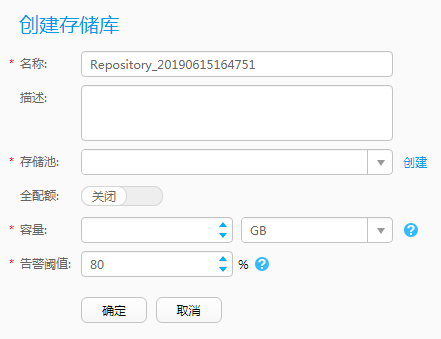 创建存储库
* 名称: Repository_20190615164751
描述:
* 存储池: 创建
全配额: 关闭
* 容量: GB ?
* 告警阈值: 80 % ?
确定 取消